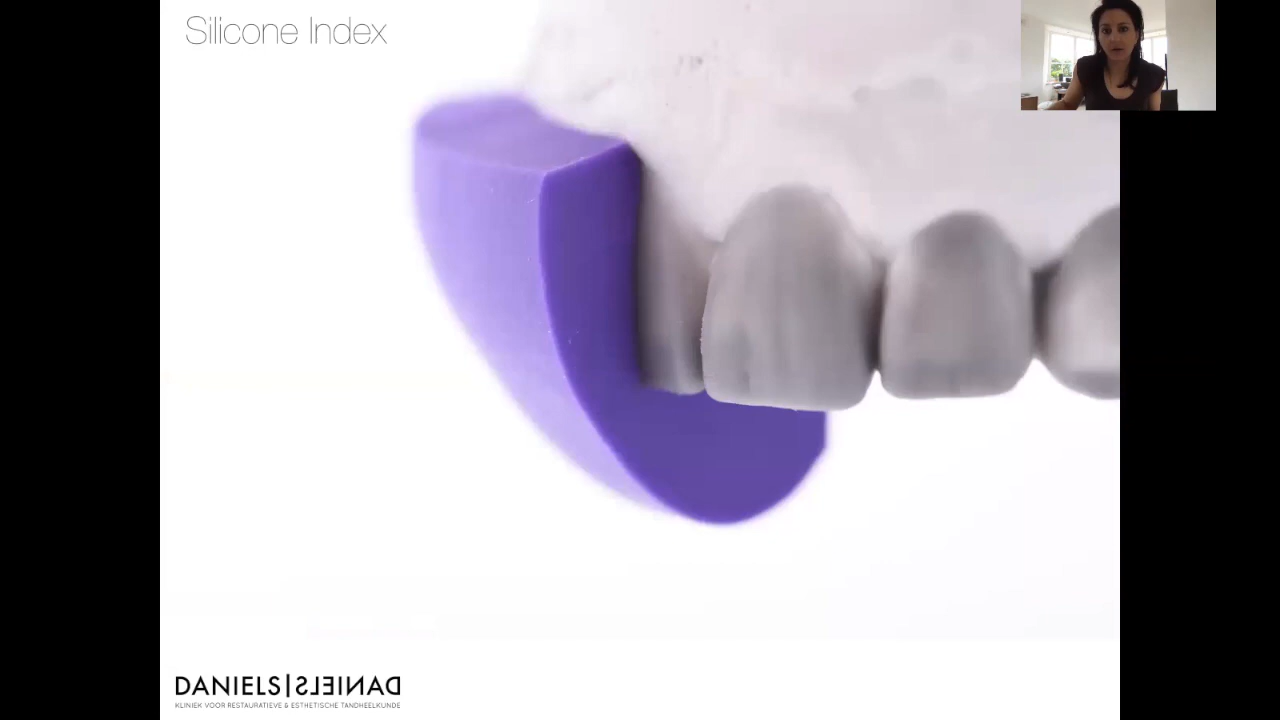 Silicone Index
DANIELS|DANIELS
KLINIEK VOOR RESTAURATIEVE & ESTHETISCHE TANDHEELKUNDE